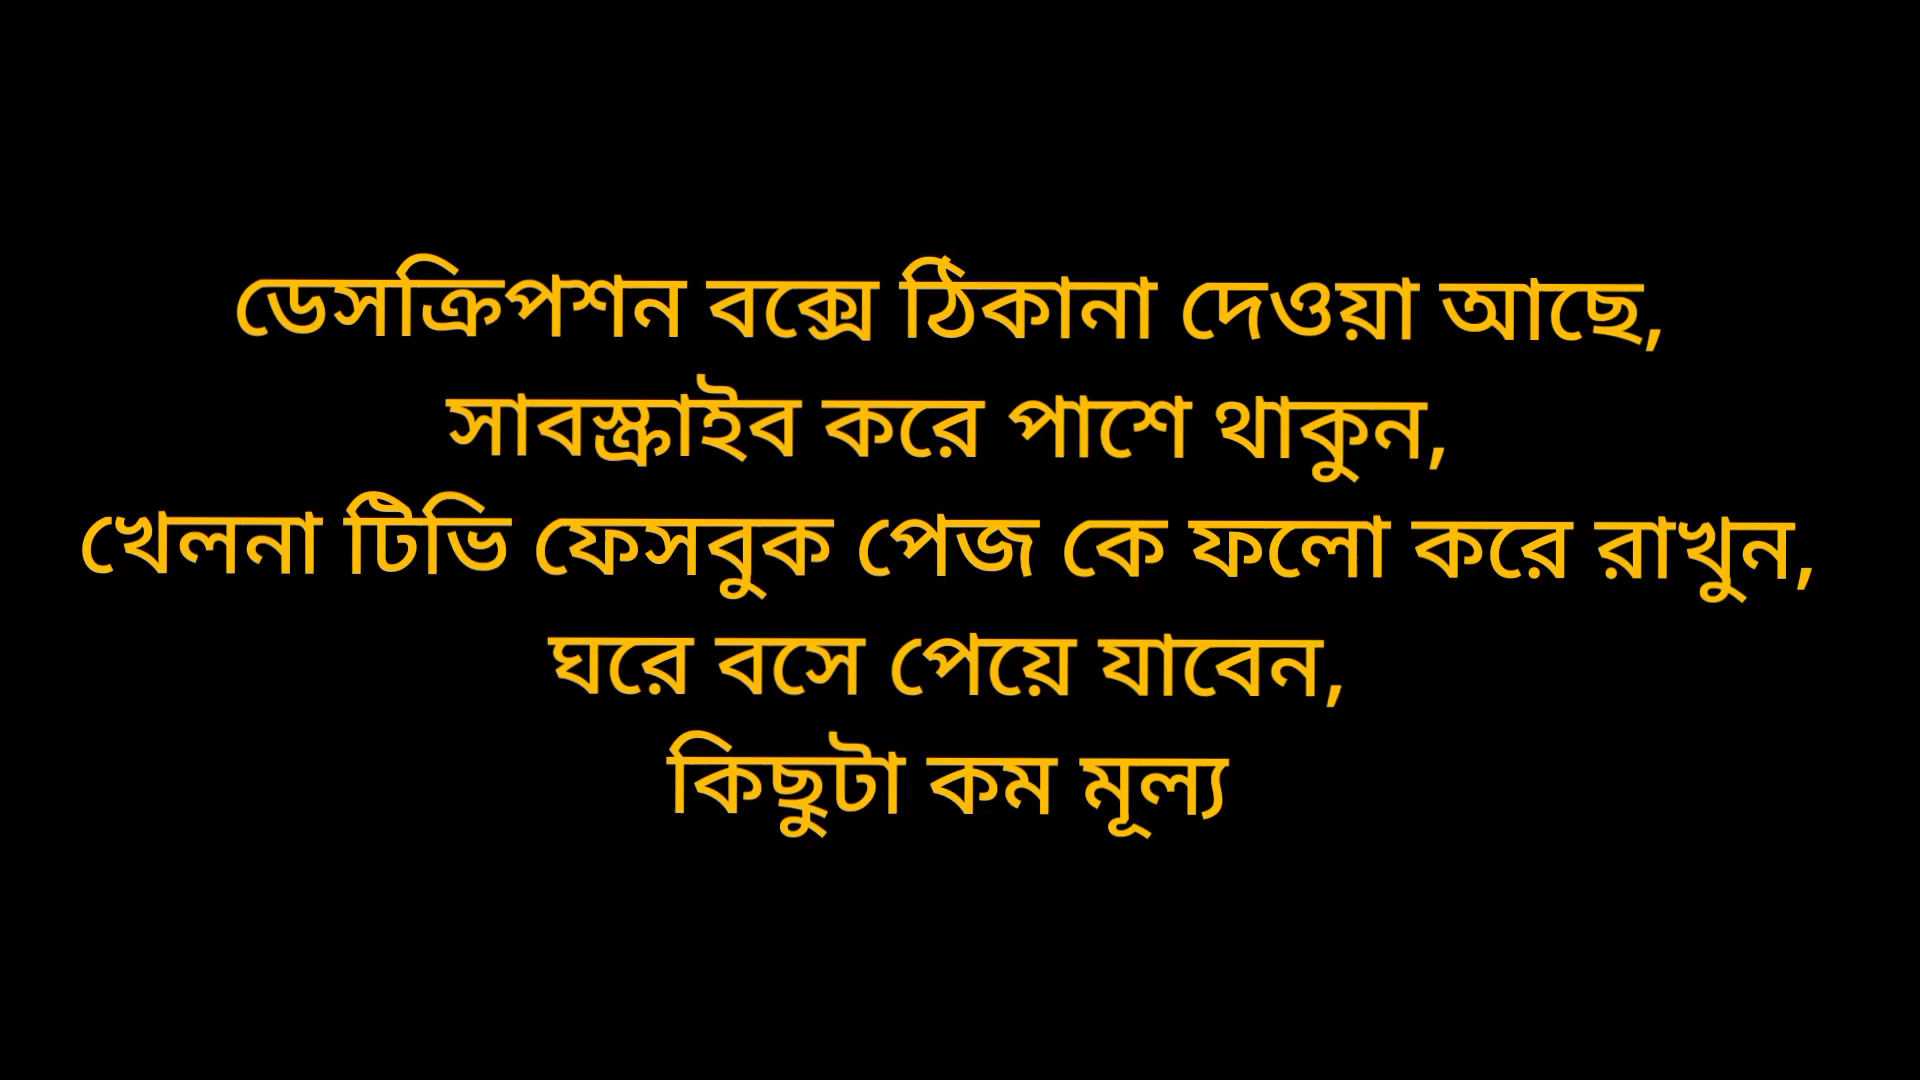 ডেসক্রিপশন বক্সে ঠিকানা দেওয়া আছে,
সাবস্ক্রাইব করে পাশে থাকুন,
খেলনা টিভি ফেসবুক পেজ কে ফলো করে রাখুন,
ঘরে বসে পেয়ে যাবেন,
কিছুটা কম মূল্য